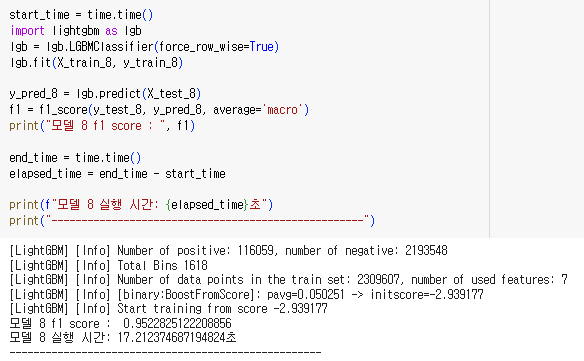 start_time = time.time()
import lightgbm as lgb
lgb = lgb.LGBMClassifier(force_row_wise=True)
lgb.fit(X_train_8, y_train_8)
y_pred_8 = lgb.predict(X_test_8)
f1 = f1_score(y_test_8, y_pred_8, average='macro')
print("모델 8 f1 score : ", f1)
end_time = time.time()
elapsed_time = end_time - start_time
print(f"모델 8 실행 시간: {elapsed_time}초")
print("----------------------------------------------------")
[LightGBM] [Info] Number of positive: 116059, number of negative: 2193548
[LightGBM] [Info] Total Bins 1618
[LightGBM] [Info] Number of data points in the train set: 2309607, number of used features: 7
[LightGBM] [Info] [binary:BoostFromScore]: pavg=0.050251 -> initscore=-2.939177
[LightGBM] [Info] Start training from score -2.939177
모델 8 f1 score :  0.9522825122208856
모델 8 실행 시간: 17.212374687194824초
----------------------------------------------------